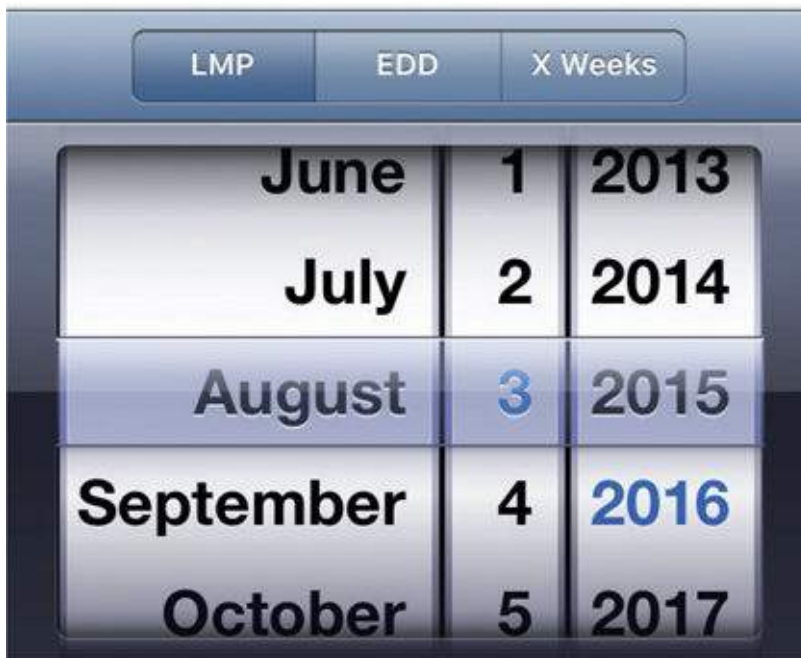 LMP EDD X Weeks
June 1 2013
July 2 2014
August 3 2015
September 4 2016
October 5 2017